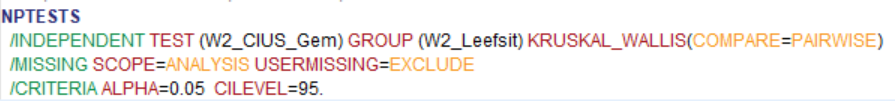 NPTESTS
/INDEPENDENT TEST (W2_CIUS_Gem) GROUP (W2_Leefsit) KRUSKAL_WALLIS(COMPARE=PAIRWISE)
/MISSING SCOPE=ANALYSIS USERMISSING=EXCLUDE
/CRITERIA ALPHA=0.05 CILEVEL=95.